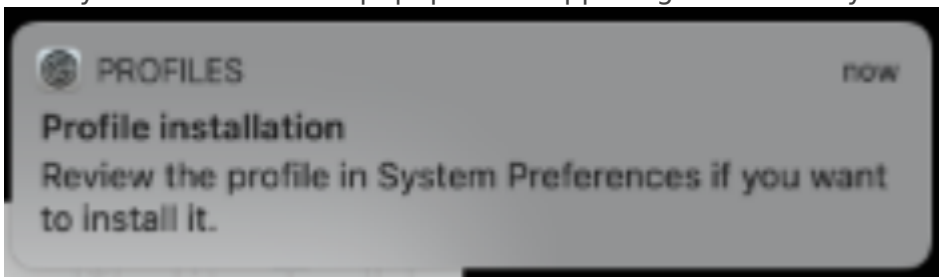 PROFILES
now
Profile installation
Review the profile in System Preferences if you want
to install it.